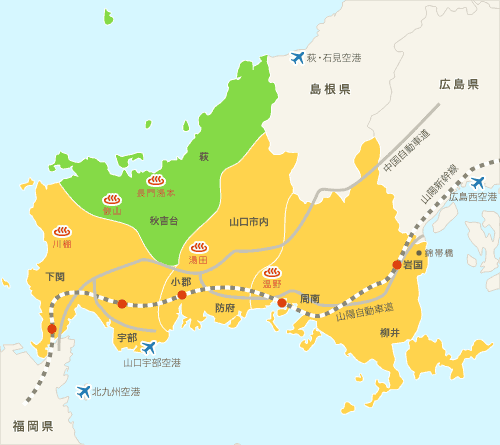 萩・石見空港
島根県
広島県
中国自動車道
山陽新幹線
広島西空港
萩
長門湯本
俵山
秋吉台
山口市内
川棚
湯田
錦帯橋
岩国
下関
小郡
温野
周南
防府
山陽自動車道
宇部
柳井
山口宇部空港
北九州空港
福岡県